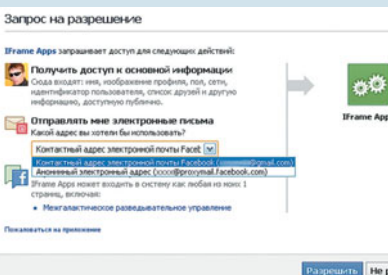 Запрос на разрешение
IFrame Apps запрашивает доступ для следующих действий:
Получить доступ к основной информации
Сюда входят: имя, изображение профиля, пол, сети,
идентификатор пользователя, список друзей и другую
информацию, доступную публично.
IFrame App
Отправлять мне электронные письма
Какой адрес вы хотели бы использовать?
Контактный адрес электронной почты Faceb
Контактный адрес электронной почты Facebook (@gmail.com)
Анонимный электронный адрес (xxxx@proxymail.facebook.com)
IFrame Apps может входить в систему как любая из моих 1
страниц, включая:
• Межгалактическое разведывательное управление
Пожаловаться на приложение
Разрешить Не р